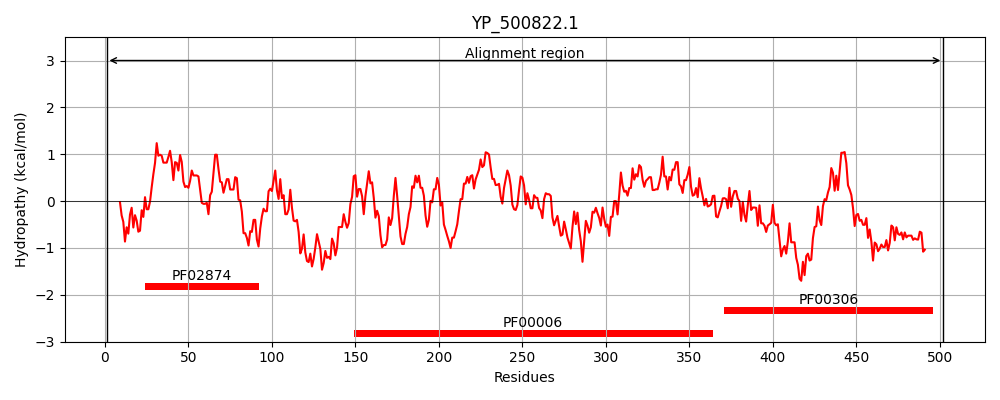 YP_500822.1
Alignment region
3
2
1
0
−1
−2
−3
Hydropathy (kcal/mol)
PF02874
PF00306
PF00006
0 50 100 150 200 250 300 350 400 450 500
Residues